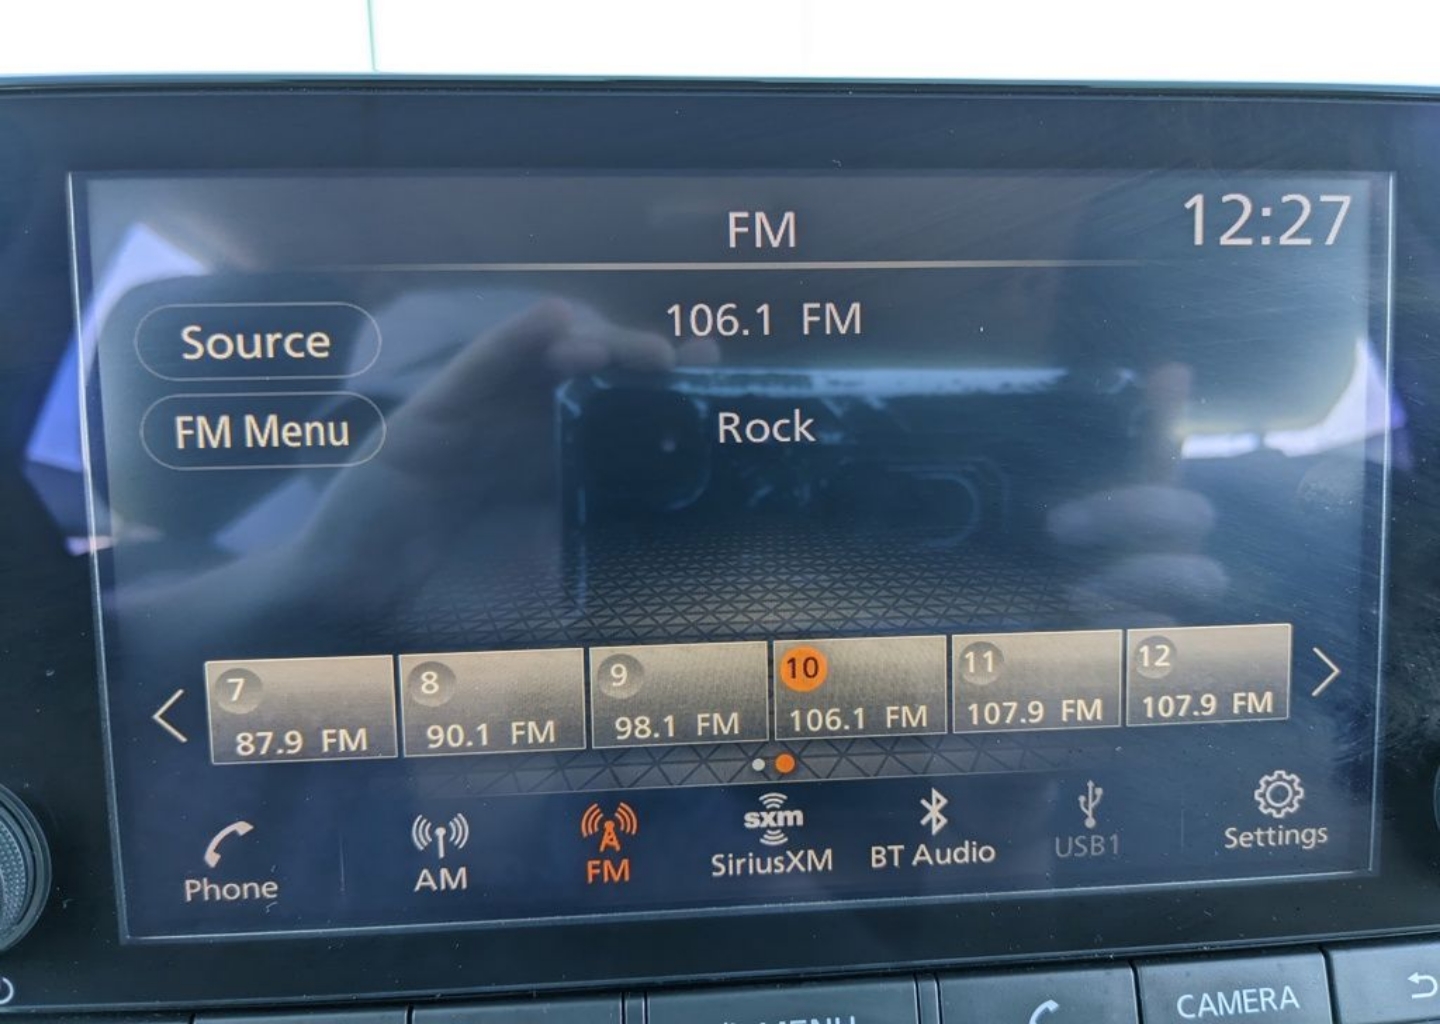 FM
12:27
Source
106.1 FM
FM Menu
Rock
7
87.9 FM
8
90.1 FM
9
98.1 FM
10
106.1 FM
11
107.9 FM
12
107.9 FM
Phone
AM
FM
sxm
SiriusXM
BT Audio
USB1
Settings
MENU
CAMERA